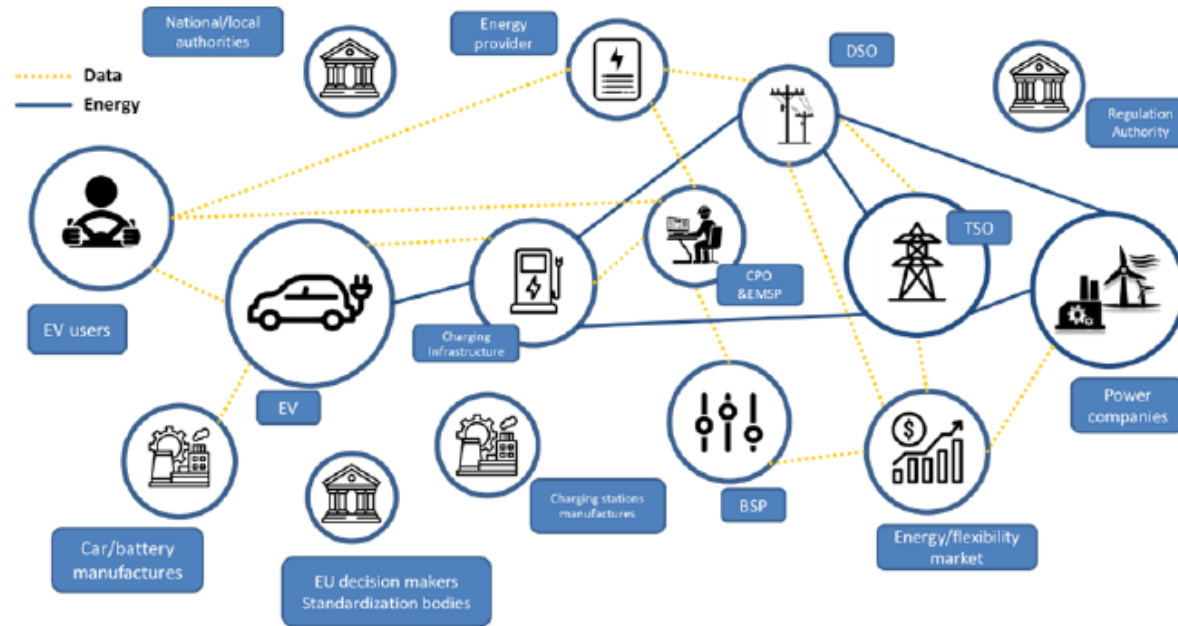 National/local
authorities
Energy
provider
DSO
Data
Energy
Regulation
Authority
TSO
CPO
&EMSP
EV users
Charging
Infrastructure
EV
Power
companies
$
Charging stations
manufactures
BSP
Energy/flexibility
market
Car/battery
manufactures
EU decision makers
Standardization bodies